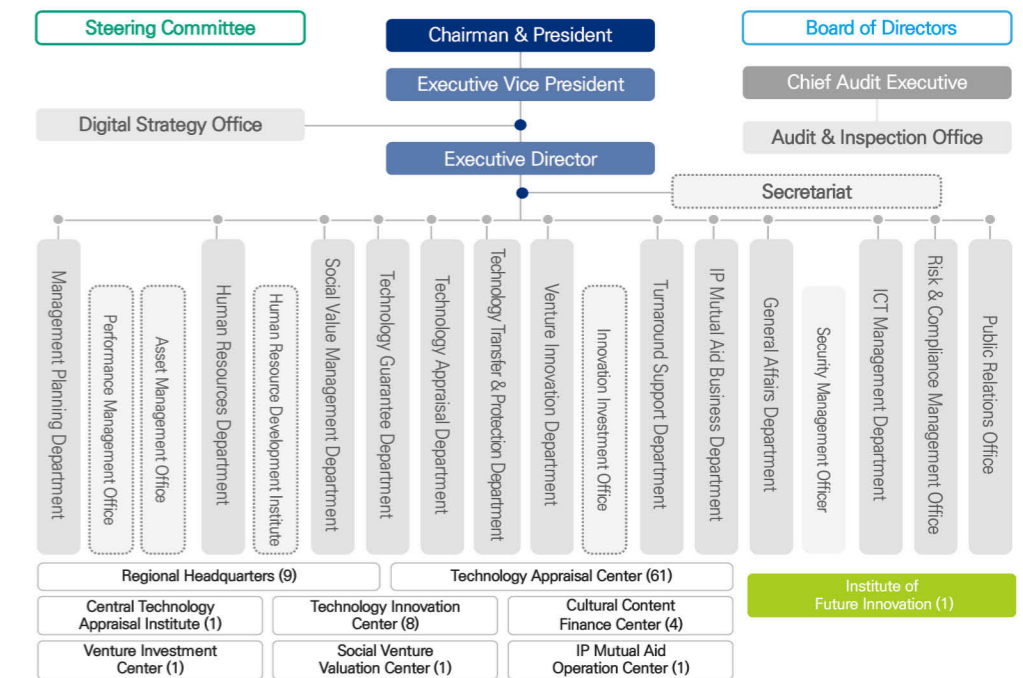 Steering Committee
Chairman & President
Board of Directors
Executive Vice President
Chief Audit Executive
Digital Strategy Office
Audit & Inspection Office
Executive Director
Secretariat
Management Planning Department
Performance Management Office
Asset Management Office
Human Resources Department
Human Resource Development Institute
Social Value Management Department
Technology Guarantee Department
Technology Appraisal Department
Technology Transfer & Protection Department
Venture Innovation Department
Innovation Investment Office
Turnaround Support Department
IP Mutual Aid Business Department
General Affairs Department
Security Management Officer
ICT Management Department
Risk & Compliance Management Office
Public Relations Office
Regional Headquarters (9)
Technology Appraisal Center (61)
Institute of
Future Innovation (1)
Central Technology
Appraisal Institute (1)
Technology Innovation
Center (8)
Cultural Content
Finance Center (4)
Venture Investment
Center (1)
Social Venture
Valuation Center (1)
IP Mutual Aid
Operation Center (1)